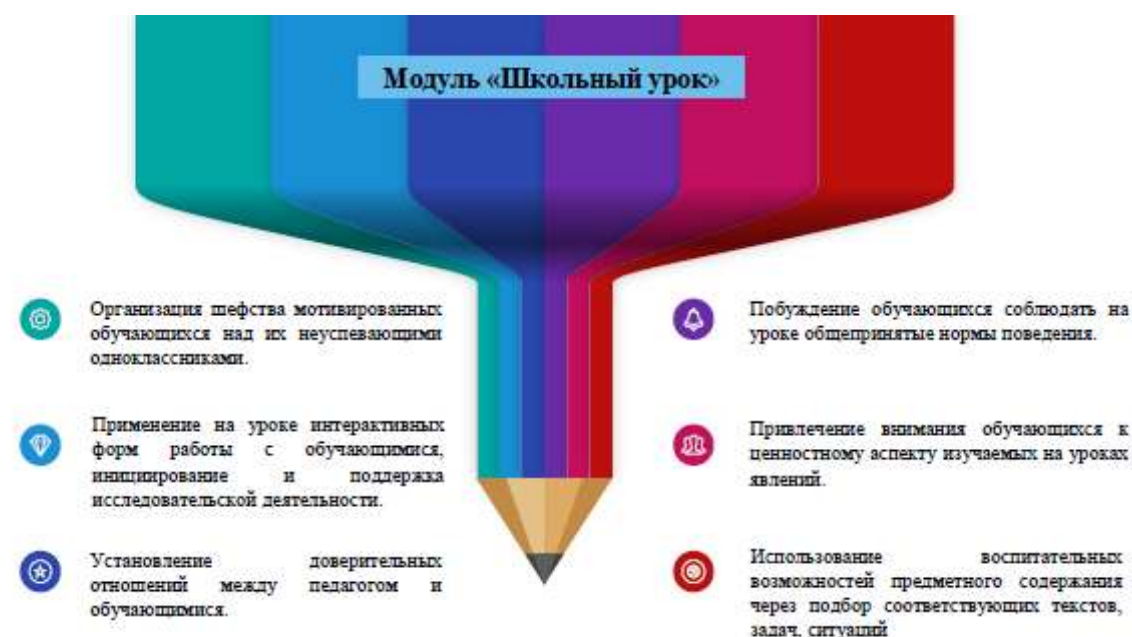 Модуль «Школьный урок»
Организация шефства мотивированных
обучающихся над их неуспевающими
одноклассниками.
Применение на уроке интерактивных
форм работы с обучающимися,
инициирование и поддержка
исследовательской деятельности.
Установление доверительных
отношений между педагогом и
обучающимися.
Побуждение обучающихся соблюдать на
уроке общепринятые нормы поведения.
Привлечение внимания обучающихся к
ценностному аспекту изучаемых на уроках
явлений.
Использование воспитательных
возможностей предметного содержания
через подбор соответствующих текстов,
задач, ситуаций